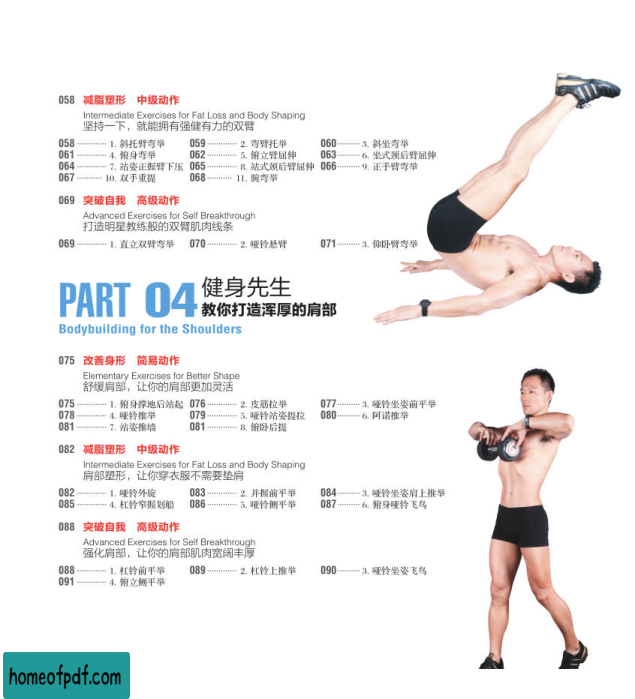 058 减脂塑形 中级动作
Intermediate Exercises for Fat Loss and Body Shaping
坚持一下，就能拥有强健有力的双臂
058 ············ 1. 斜托臂弯举 059 ············ 2. 弯臂托举 060 ········· 3. 斜坐弯举
061 ············ 4. 俯身弯举 062 ············ 5. 俯立臂屈伸 063 ········· 6. 坐式颈后臂屈伸
064 ············ 7. 站姿正握臂下压 065 ············ 8. 站式颈后臂屈伸 066 ········· 9. 正手臂弯举
067 ·········· 10. 双手重提 068 ·········· 11. 腕弯举
069 突破自我 高级动作
Advanced Exercises for Self Breakthrough
打造明星教练般的双臂肌肉线条
069 ············ 1. 直立双臂弯举 070 ············ 2. 哑铃悬臂 071 ········· 3. 仰卧臂弯举
PART 04 健身先生
教你打造浑厚的肩部
Bodybuilding for the Shoulders
075 改善身形 简易动作
Elementary Exercises for Better Shape
舒缓肩部，让你的肩部更加灵活
075 ············ 1. 俯身撑地后站起 076 ············ 2. 皮筋拉举 077 ········· 3. 哑铃坐姿前平举
078 ············ 4. 哑铃推举 079 ············ 5. 哑铃站姿提拉 080 ········· 6. 阿诺推举
081 ············ 7. 站姿推墙 081 ············ 8. 俯卧后提
082 减脂塑形 中级动作
Intermediate Exercises for Fat Loss and Body Shaping
肩部塑形，让你穿衣服不需要垫肩
082 ············ 1. 哑铃外旋 083 ············ 2. 并握前平举 084 ········· 3. 哑铃坐姿肩上推举
085 ············ 4. 杠铃窄握划船 086 ············ 5. 哑铃侧平举 087 ········· 6. 俯身哑铃飞鸟
088 突破自我 高级动作
Advanced Exercises for Self Breakthrough
强化肩部，让你的肩部肌肉宽阔丰厚
088 ············ 1. 杠铃前平举 089 ············ 2. 杠铃上推举 090 ········· 3. 哑铃坐姿飞鸟
091 ············ 4. 俯立侧平举
homeofpdf.com